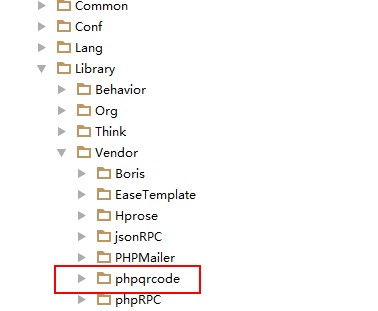 Common
Conf
Lang
Library
Behavior
Org
Think
Vendor
Boris
EaseTemplate
Hprose
jsonRPC
PHPMailer
phpqrcode
phpRPC